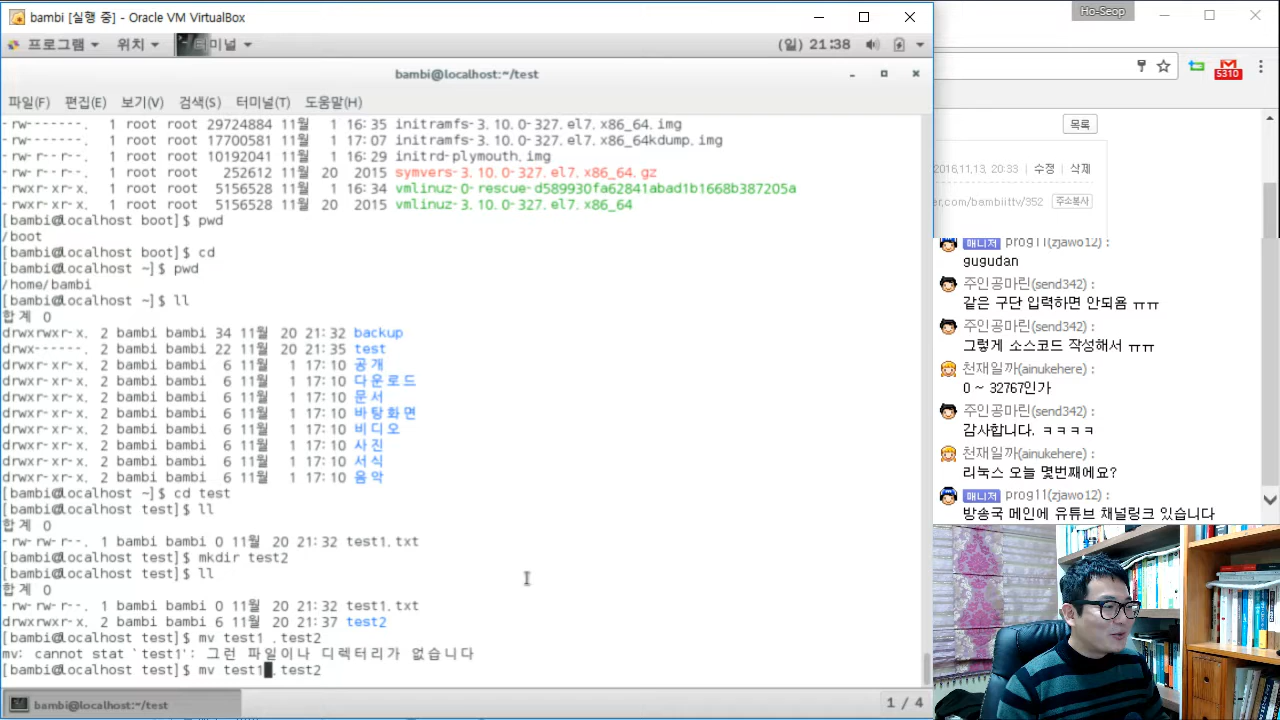 bambi [실행 중] - Oracle VM VirtualBox
프로그램 위치 터미널 (일) 21:38
bambi@localhost:~/test
파일(F) 편집(E) 보기(V) 검색(S) 터미널(T) 도움말(H)
-rw-------. 1 root root 29724884 11월 1 16:35 initramfs-3.10.0-327.el7.x86_64.img
-rw-------. 1 root root 17700581 11월 1 17:07 initramfs-3.10.0-327.el7.x86_64kdump.img
-rw-r--r--. 1 root root 10192041 11월 1 16:29 initrd-plymouth.img
-rw-r--r--. 1 root root 252612 11월 20 2015 symvers-3.10.0-327.el7.x86_64.gz
-rwxr-xr-x. 1 root root 5156528 11월 1 16:34 vmlinuz-0-rescue-d589930fa62841abad1b1668b387205a
-rwxr-xr-x. 1 root root 5156528 11월 20 2015 vmlinuz-3.10.0-327.el7.x86_64
[bambi@localhost boot]$ pwd
/boot
[bambi@localhost boot]$ cd
[bambi@localhost ~]$ pwd
/home/bambi
[bambi@localhost ~]$ ll
합계 0
drwxrwxr-x. 2 bambi bambi 34 11월 20 21:32 backup
drwx------. 2 bambi bambi 22 11월 20 21:35 test
drwxr-xr-x. 2 bambi bambi 6 11월 1 17:10 공개
drwxr-xr-x. 2 bambi bambi 6 11월 1 17:10 다운로드
drwxr-xr-x. 2 bambi bambi 6 11월 1 17:10 문서
drwxr-xr-x. 2 bambi bambi 6 11월 1 17:10 바탕화면
drwxr-xr-x. 2 bambi bambi 6 11월 1 17:10 비디오
drwxr-xr-x. 2 bambi bambi 6 11월 1 17:10 사진
drwxr-xr-x. 2 bambi bambi 6 11월 1 17:10 서식
drwxr-xr-x. 2 bambi bambi 6 11월 1 17:10 음악
[bambi@localhost ~]$ cd test
[bambi@localhost test]$ ll
합계 0
-rw-rw-r--. 1 bambi bambi 0 11월 20 21:32 test1.txt
[bambi@localhost test]$ mkdir test2
[bambi@localhost test]$ ll
합계 0
-rw-rw-r--. 1 bambi bambi 0 11월 20 21:32 test1.txt
drwxrwxr-x. 2 bambi bambi 6 11월 20 21:37 test2
[bambi@localhost test]$ mv test1 .test2
mv: cannot stat `test1': 그런 파일이나 디렉터리가 없습니다
[bambi@localhost test]$ mv test1 .test2
bambi@localhost:~/test
1 / 4
Ho-Seop
5310
목록
2016.11.13. 20:33 | 수정 | 삭제
er.com/bambiittv/352 주소복사
매니저 prog11(zjawo12) :
gugudan
주인공마린(send342) :
같은 구단 입력하면 안되욤 ㅠㅠ
주인공마린(send342) :
그렇게 소스코드 작성해서 ㅠㅠ
천재일까(ainukehere) :
0 ~ 32767인가
주인공마린(send342) :
감사합니다. ㅋㅋㅋㅋ
천재일까(ainukehere) :
리눅스 오늘 몇번째에요?
매니저 prog11(zjawo12) :
방송국 메인에 유튜브 채널링크 있습니다